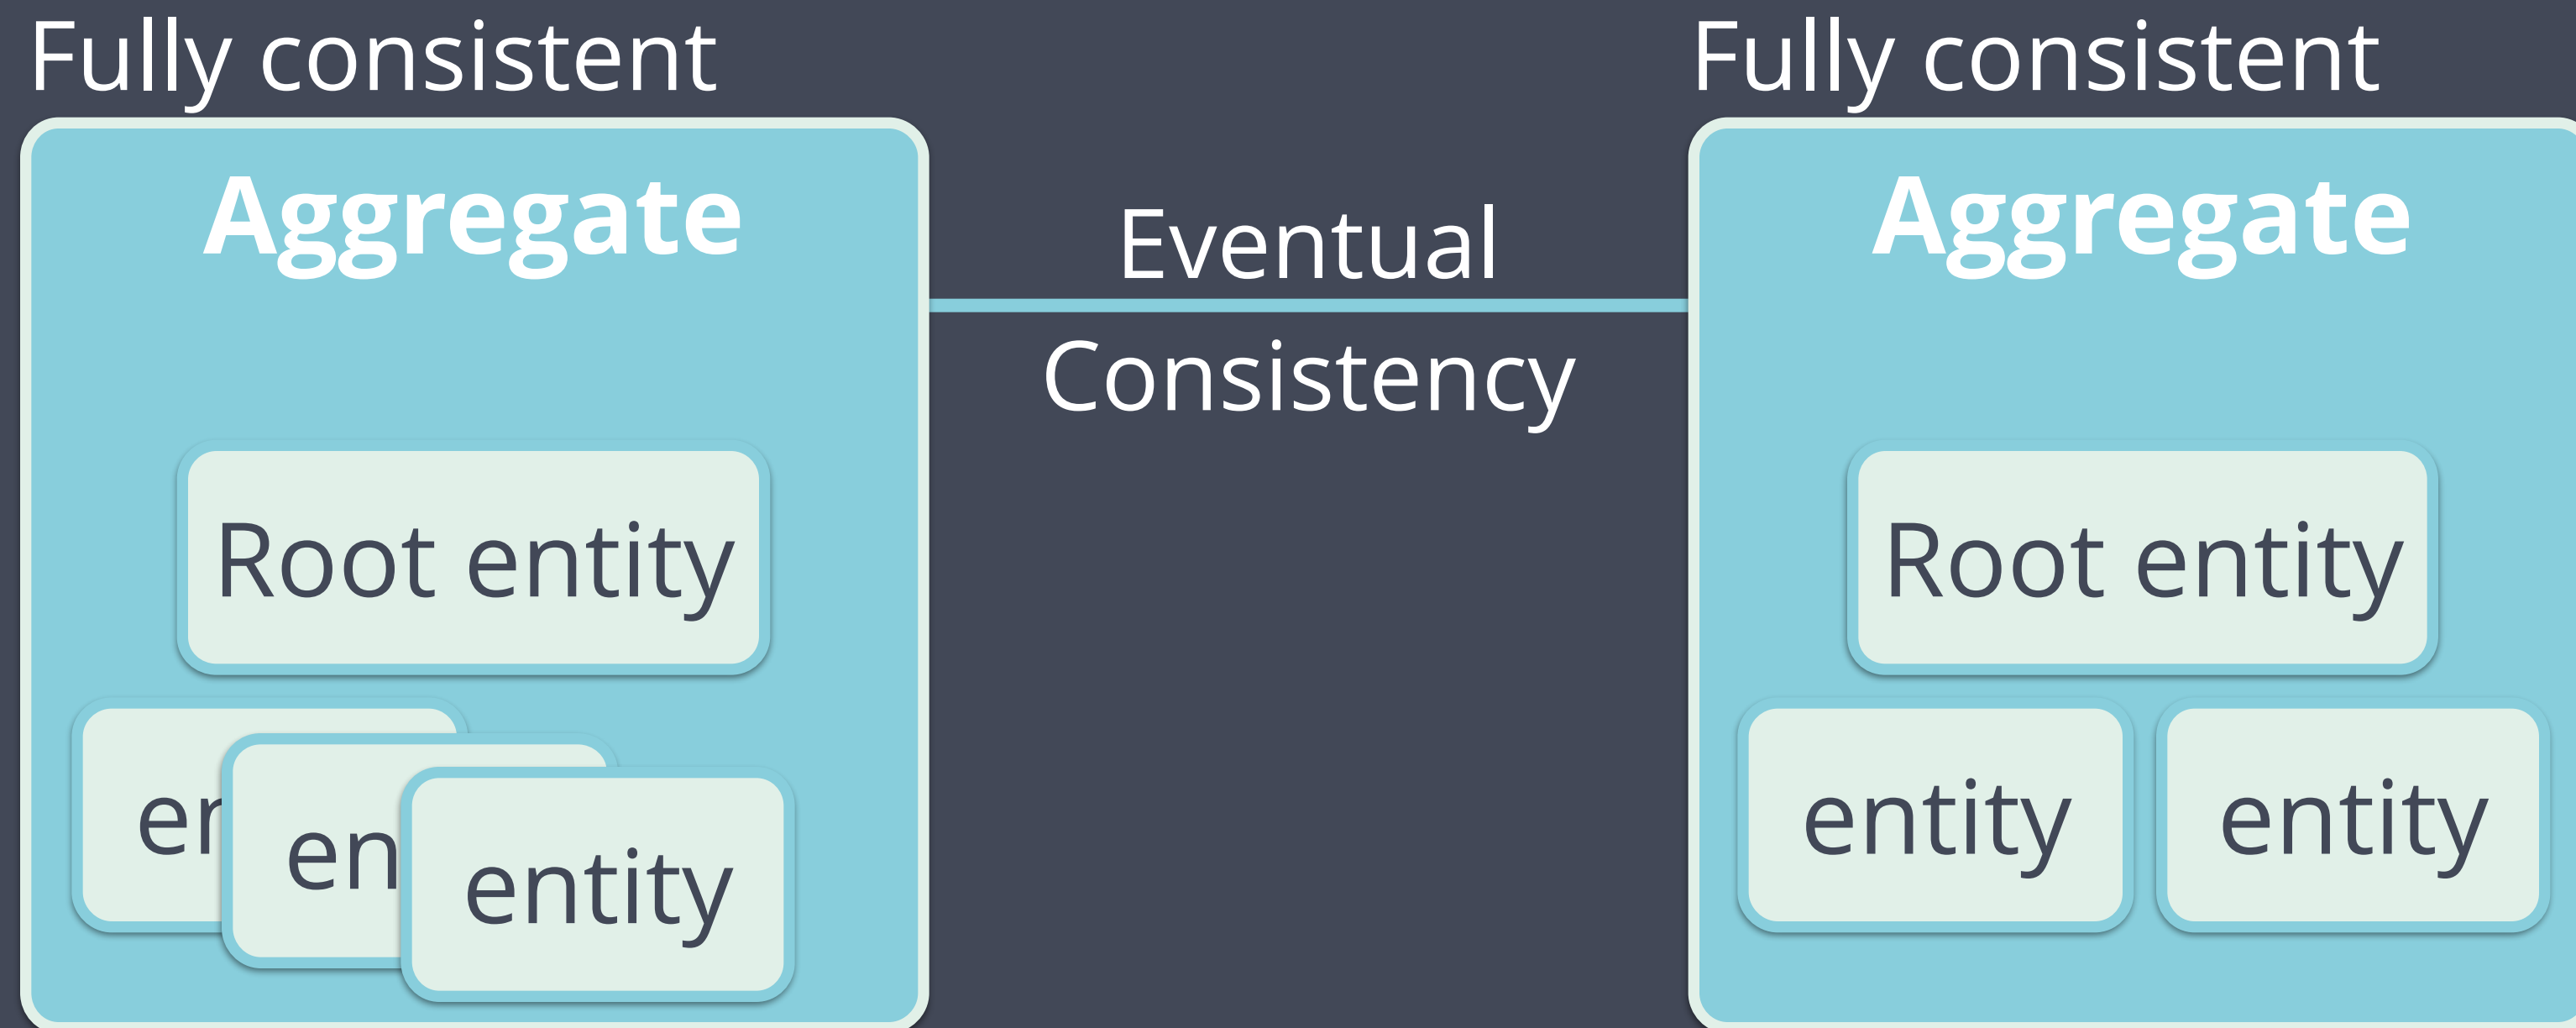 Fully consistent
Aggregate
Root entity
entity
Eventual
Consistency
Fully consistent
Aggregate
Root entity
entity
entity